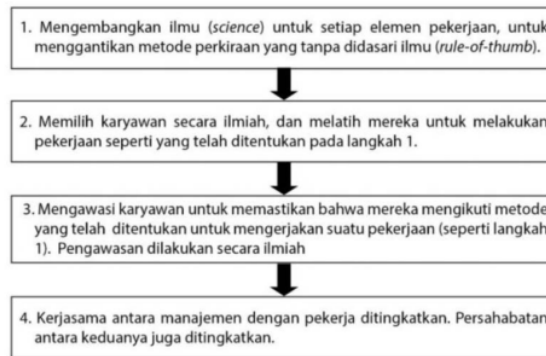 1. Mengembangkan ilmu (science) untuk setiap elemen pekerjaan, untuk
menggantikan metode perkiraan yang tanpa didasari ilmu (rule-of-thumb).
2. Memilih karyawan secara ilmiah, dan melatih mereka untuk melakukan
pekerjaan seperti yang telah ditentukan pada langkah 1.
3. Mengawasi karyawan untuk memastikan bahwa mereka mengikuti metode
yang telah ditentukan untuk mengerjakan suatu pekerjaan (seperti langkah
1). Pengawasan dilakukan secara ilmiah
4. Kerjasama antara manajemen dengan pekerja ditingkatkan. Persahabatan
antara keduanya juga ditingkatkan.